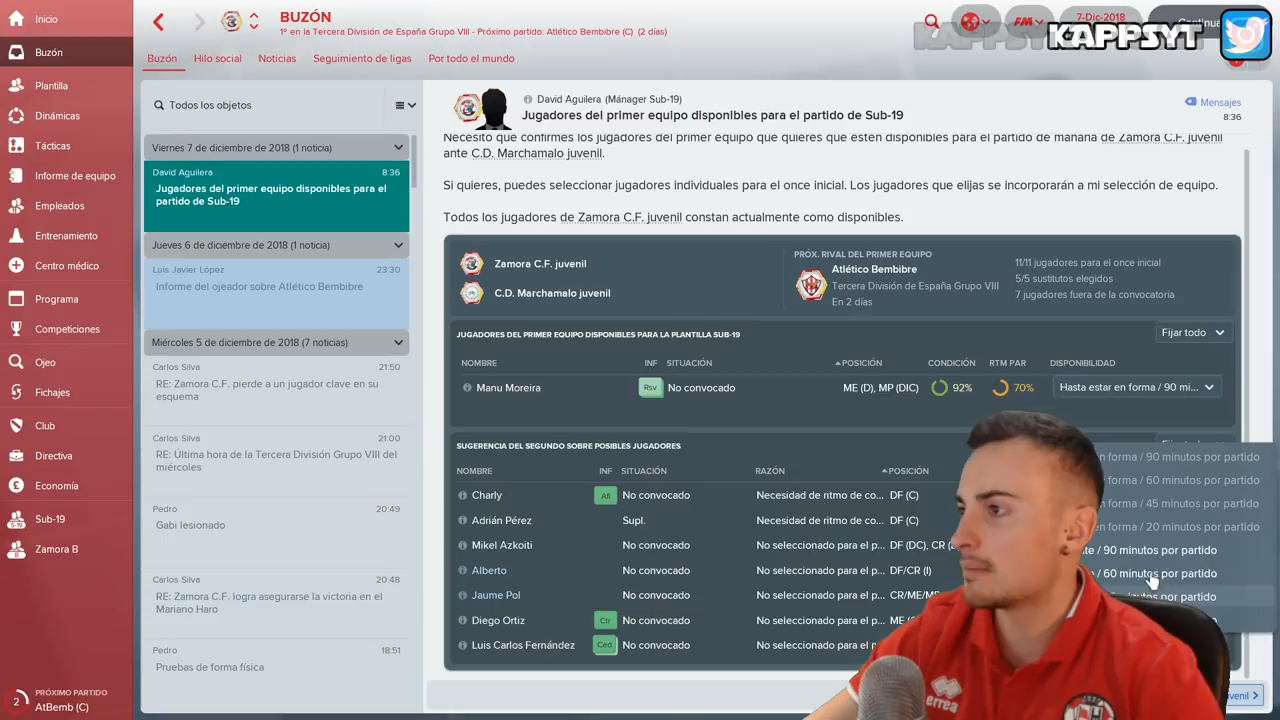 Inicio
Buzón
Plantilla
Dinámicas
Tácticas
Informe de equipo
Empleados
Entrenamiento
Centro médico
Programa
Competiciones
Ojeo
Fichajes
Club
Directiva
Economía
Sub-19
Zamora B
PRÓXIMO PARTIDO
2
AtBemb (C)
BUZÓN
1º en la Tercera División de España Grupo VIII - Próximo partido: Atlético Bembibre (C) (2 días)
FM
7-Dic-2018
KAPPSYT
Buzón Hilo social Noticias Seguimiento de ligas Por todo el mundo
Todos los objetos
Viernes 7 de diciembre de 2018 (1 noticia)
David Aguilera 8:36
Jugadores del primer equipo disponibles para el
partido de Sub-19
Jueves 6 de diciembre de 2018 (1 noticia)
Luis Javier López 23:30
Informe del ojeador sobre Atlético Bembibre
Miércoles 5 de diciembre de 2018 (7 noticias)
Carlos Silva 21:50
RE: Zamora C.F. pierde a un jugador clave en su
esquema
Carlos Silva 21:00
RE: Última hora de la Tercera División Grupo VIII del
miércoles
Pedro 20:49
Gabi lesionado
Carlos Silva 20:48
RE: Zamora C.F. logra asegurarse la victoria en el
Mariano Haro
Pedro 18:51
Pruebas de forma física
David Aguilera (Mánager Sub-19)
Mensajes
Jugadores del primer equipo disponibles para el partido de Sub-19
8:36
Necesito que confirmes los jugadores del primer equipo que quieres que estén disponibles para el partido de mañana de Zamora C.F. juvenil
ante C.D. Marchamalo juvenil.
Si quieres, puedes seleccionar jugadores individuales para el once inicial. Los jugadores que elijas se incorporarán a mi selección de equipo.
Todos los jugadores de Zamora C.F. juvenil constan actualmente como disponibles.
Zamora C.F. juvenil
C.D. Marchamalo juvenil
PRÓX. RIVAL DEL PRIMER EQUIPO
Atlético Bembibre
Tercera División de España Grupo VIII
En 2 días
11/11 jugadores para el once inicial
5/5 sustitutos elegidos
7 jugadores fuera de la convocatoria
JUGADORES DEL PRIMER EQUIPO DISPONIBLES PARA LA PLANTILLA SUB-19
Fijar todo
NOMBRE INF SITUACIÓN POSICIÓN CONDICIÓN RTM PAR DISPONIBILIDAD
Manu Moreira Rsv No convocado ME (D), MP (DIC) 92% 70% Hasta estar en forma / 90 mi...
SUGERENCIA DEL SEGUNDO SOBRE POSIBLES JUGADORES
NOMBRE INF SITUACIÓN RAZÓN POSICIÓN
Charly Afi No convocado Necesidad de ritmo de co... DF (C)
Adrián Pérez Supl. Necesidad de ritmo de co... DF (C)
Mikel Azkoiti No convocado No seleccionado para el p... DF (DC), CR
Alberto No convocado No seleccionado para el p... DF/CR (I)
Jaume Pol No convocado No seleccionado para el p...
Diego Ortiz Ctr No convocado No seleccionado para el p... ME
Luis Carlos Fernández Ced No convocado No seleccionado para el p...
en forma / 90 minutos por partido
en forma / 60 minutos por partido
en forma / 45 minutos por partido
en forma / 20 minutos por partido
/ 90 minutos por partido
/ 60 minutos por partido
por partido
errea